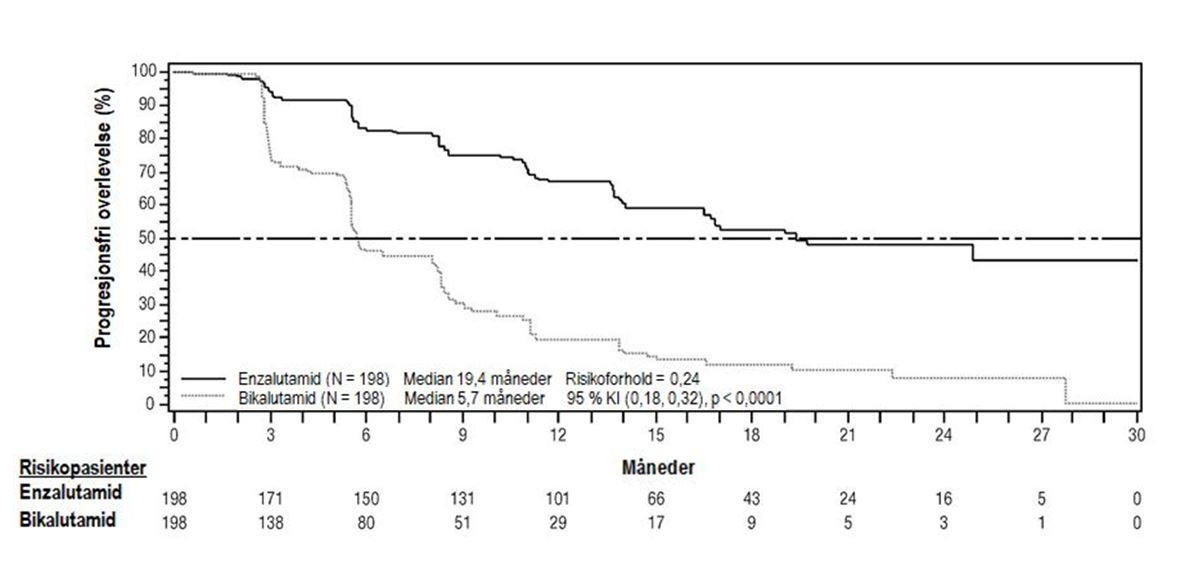 Progresjonsfri overlevelse (%)
100
90
80
70
60
50
40
30
20
10
0
Enzalutamid (N = 198) Median 19,4 måneder Risikoforhold = 0,24
Bikalutamid (N = 198) Median 5,7 måneder 95 % KI (0,18, 0,32), p < 0,0001
0 3 6 9 12 15 18 21 24 27 30
Måneder
Risikopasienter
Enzalutamid 198 171 150 131 101 66 43 24 16 5 0
Bikalutamid 198 138 80 51 29 17 9 5 3 1 0